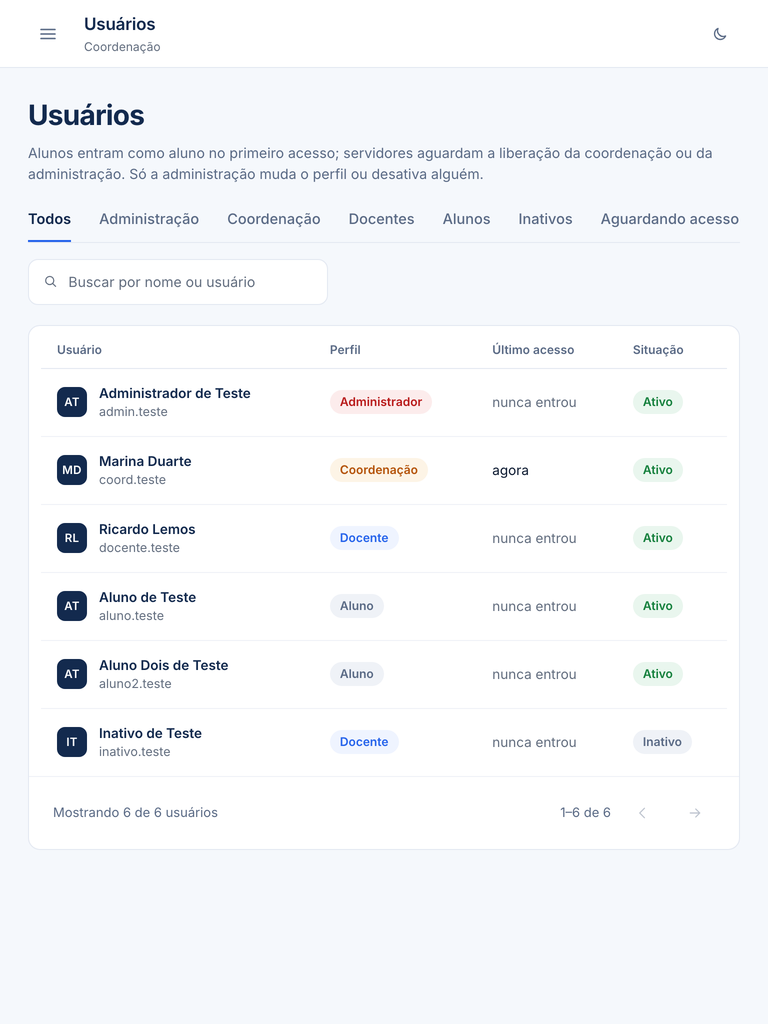 Usuários
Coordenação
Usuários
Alunos entram como aluno no primeiro acesso; servidores aguardam a liberação da coordenação ou da
administração. Só a administração muda o perfil ou desativa alguém.
Todos Administração Coordenação Docentes Alunos Inativos Aguardando acesso
Buscar por nome ou usuário
Usuário Perfil Último acesso Situação
AT Administrador de Teste Administrador nunca entrou Ativo
admin.teste
MD Marina Duarte Coordenação agora Ativo
coord.teste
RL Ricardo Lemos Docente nunca entrou Ativo
docente.teste
AT Aluno de Teste Aluno nunca entrou Ativo
aluno.teste
AT Aluno Dois de Teste Aluno nunca entrou Ativo
aluno2.teste
IT Inativo de Teste Docente nunca entrou Inativo
inativo.teste
Mostrando 6 de 6 usuários 1–6 de 6